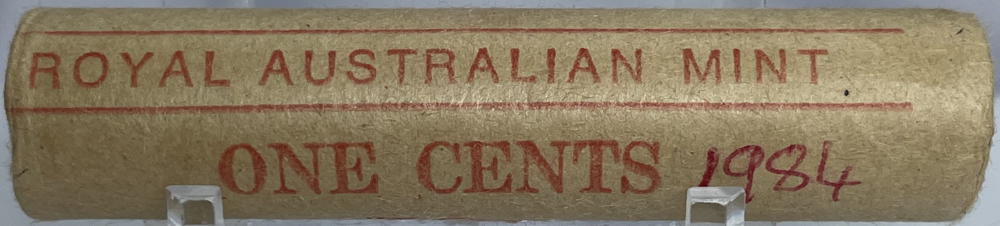 ROYAL AUSTRALIAN MINT
ONE CENTS 1984